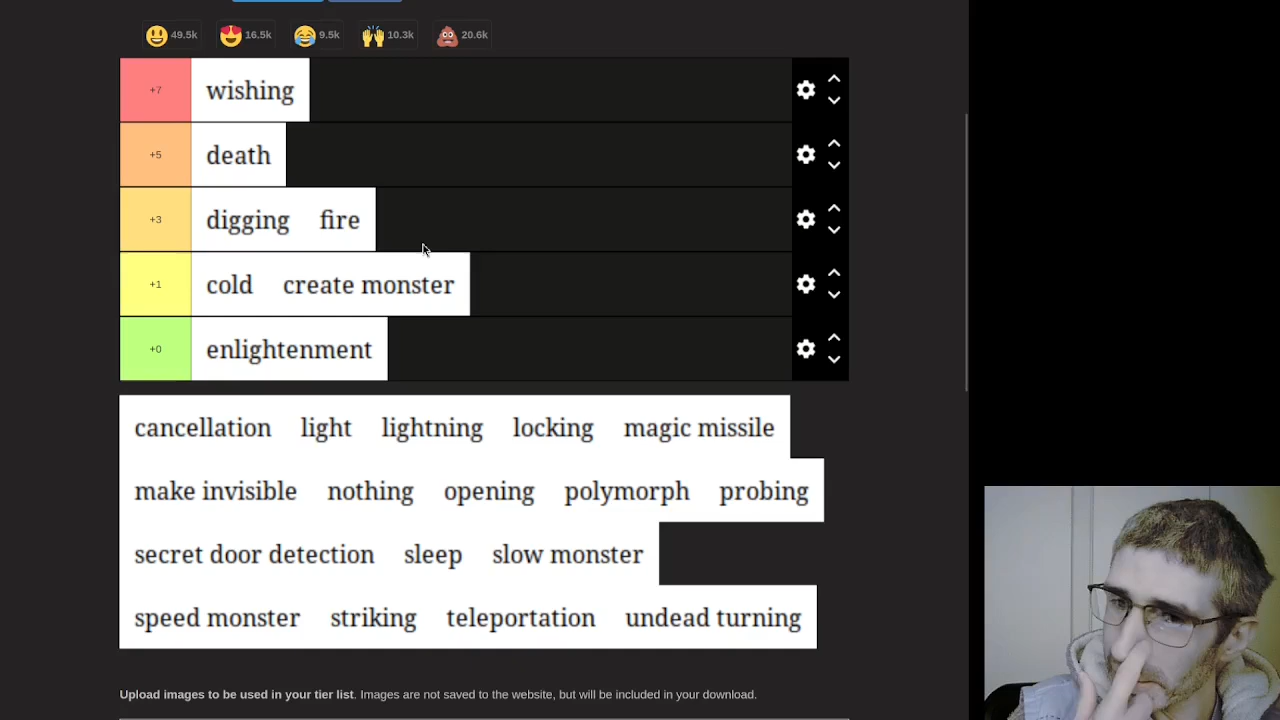 49.5k 16.5k 9.5k 10.3k 20.6k
+7 wishing
+5 death
+3 digging fire
+1 cold create monster
+0 enlightenment
cancellation light lightning locking magic missile
make invisible nothing opening polymorph probing
secret door detection sleep slow monster
speed monster striking teleportation undead turning
Upload images to be used in your tier list. Images are not saved to the website, but will be included in your download.